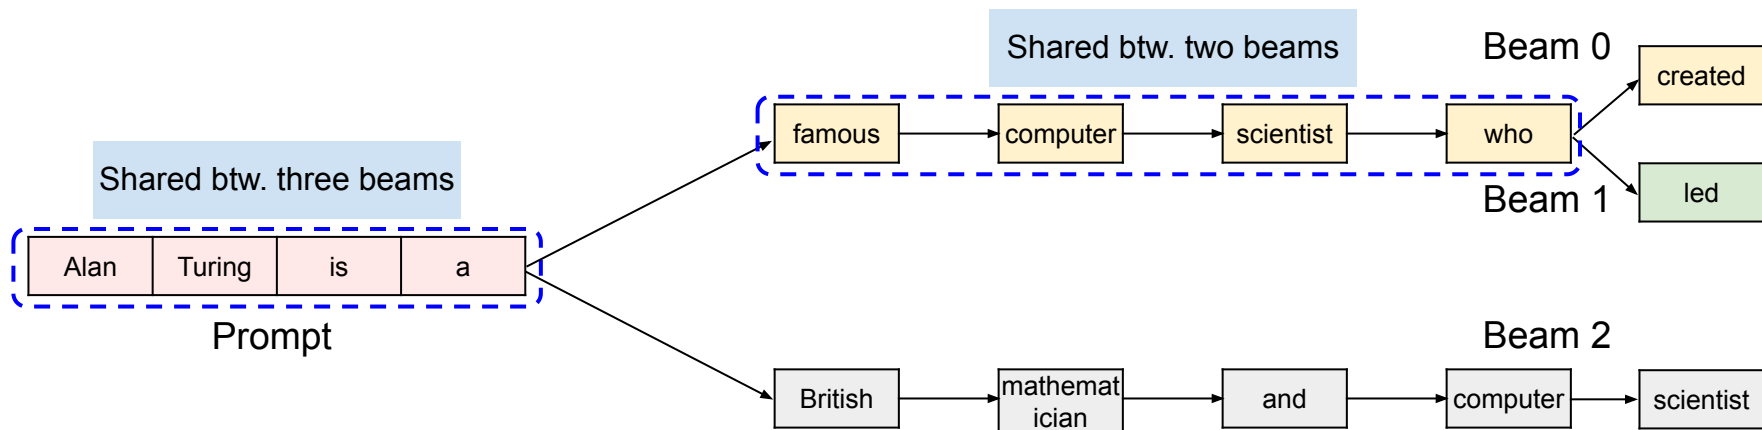 Shared btw. three beams
Alan Turing is a
Prompt
Shared btw. two beams
famous computer scientist who
Beam 0
created
Beam 1
led
Beam 2
British mathemat
ician and computer scientist